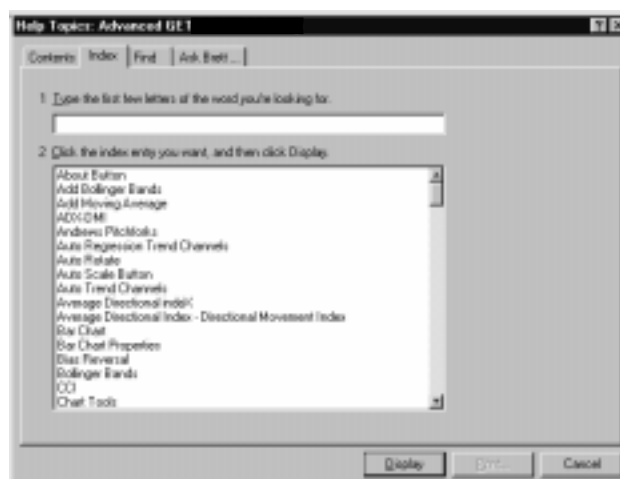 Help Topics: Advanced GET
Contents Index Find Ask Brett ...
1 Type the first few letters of the word you're looking for.
2 Click the index entry you want, and then click Display.
About Button
Add Bollinger Bands
Add Moving Average
ADX-DMI
Andrews Pitchforks
Auto Regression Trend Channels
Auto Rotate
Auto Scale Button
Auto Trend Channels
Average Directional indeX
Average Directional Index - Directional Movement Index
Bar Chart
Bar Chart Properties
Bias Reversal
Bollinger Bands
CCI
Chart Tools
Display Print... Cancel